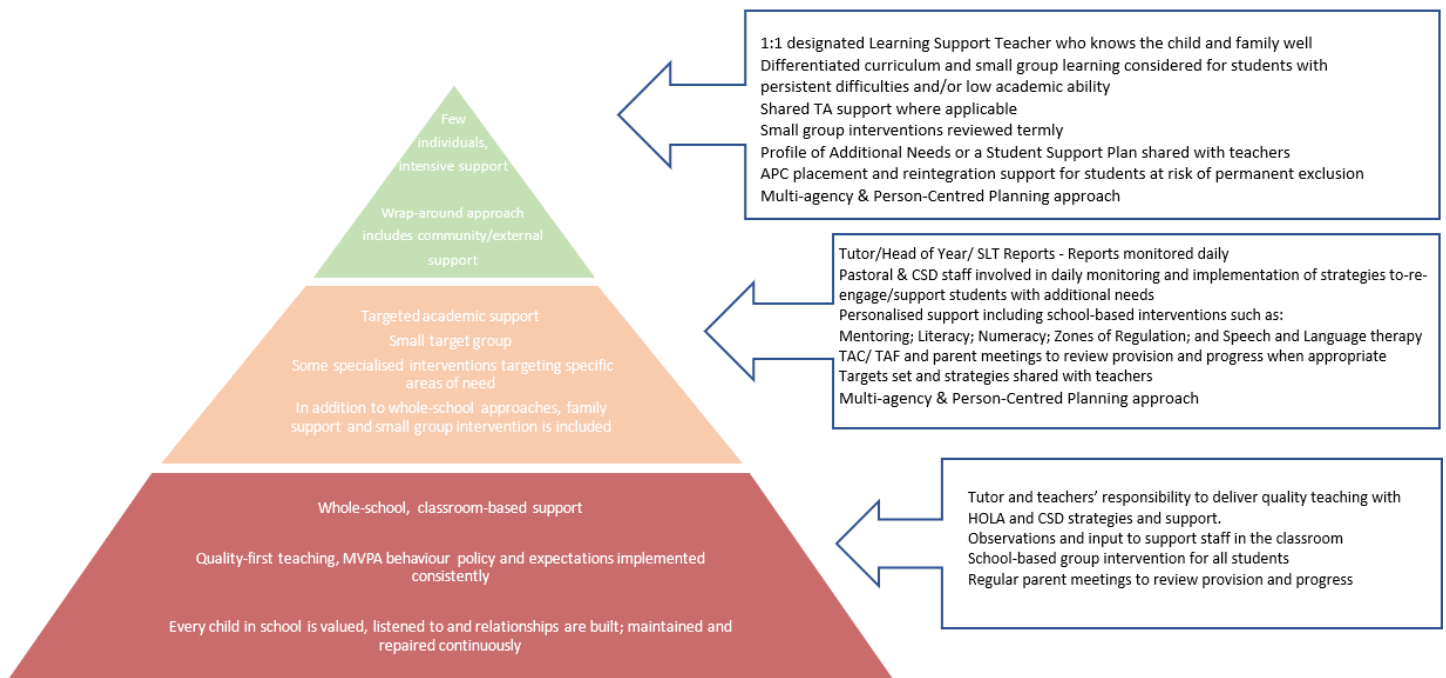 Few
individuals,
intensive support
Wrap-around approach
includes community/external
support
1:1 designated Learning Support Teacher who knows the child and family well
Differentiated curriculum and small group learning considered for students with
persistent difficulties and/or low academic ability
Shared TA support where applicable
Small group interventions reviewed termly
Profile of Additional Needs or a Student Support Plan shared with teachers
APC placement and reintegration support for students at risk of permanent exclusion
Multi-agency & Person-Centred Planning approach
Targeted academic support
Small target group
Some specialised interventions targeting specific
areas of need
In addition to whole-school approaches, family
support and small group intervention is included
Tutor/Head of Year/ SLT Reports - Reports monitored daily
Pastoral & CSD staff involved in daily monitoring and implementation of strategies to-re-
engage/support students with additional needs
Personalised support including school-based interventions such as:
Mentoring; Literacy; Numeracy; Zones of Regulation; and Speech and Language therapy
TAC/ TAF and parent meetings to review provision and progress when appropriate
Targets set and strategies shared with teachers
Multi-agency & Person-Centred Planning approach
Whole-school, classroom-based support
Quality-first teaching, MVPA behaviour policy and expectations implemented
consistently
Every child in school is valued, listened to and relationships are built; maintained and
repaired continuously
Tutor and teachers’ responsibility to deliver quality teaching with
HOLA and CSD strategies and support.
Observations and input to support staff in the classroom
School-based group intervention for all students
Regular parent meetings to review provision and progress